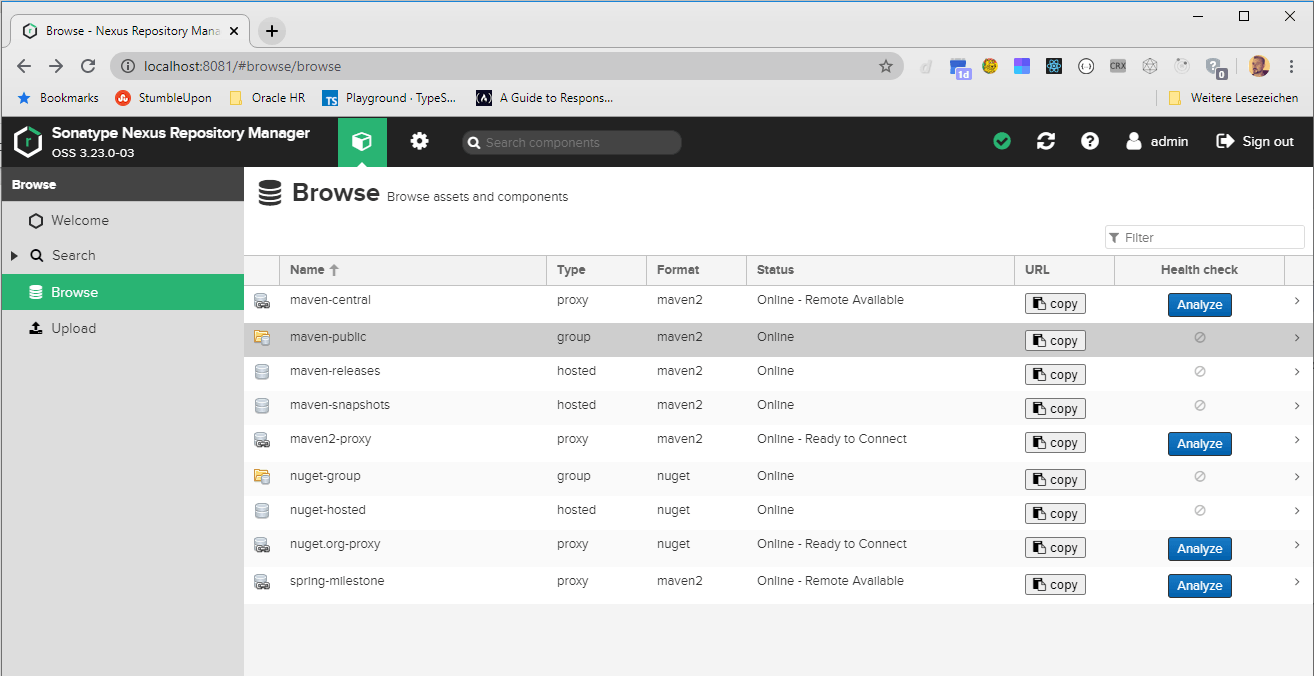 Browse - Nexus Repository Mana
localhost:8081/#browse/browse
1d
CRX
0
Bookmarks StumbleUpon Oracle HR TS Playground · TypeS... A Guide to Respons... Weitere Lesezeichen
Sonatype Nexus Repository Manager
OSS 3.23.0-03
Search components
admin Sign out
Browse
Welcome
Search
Browse
Upload
Browse Browse assets and components
Filter
Name Type Format Status URL Health check
maven-central proxy maven2 Online - Remote Available copy Analyze
maven-public group maven2 Online copy
maven-releases hosted maven2 Online copy
maven-snapshots hosted maven2 Online copy
maven2-proxy proxy maven2 Online - Ready to Connect copy Analyze
nuget-group group nuget Online copy
nuget-hosted hosted nuget Online copy
nuget.org-proxy proxy nuget Online - Ready to Connect copy Analyze
spring-milestone proxy maven2 Online - Remote Available copy Analyze